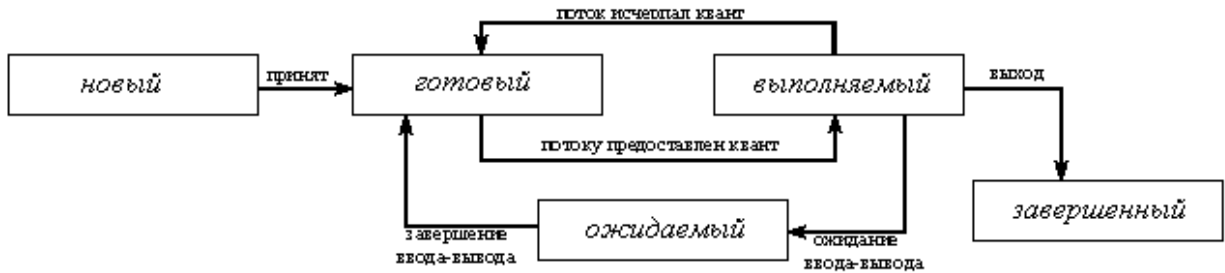 поток исчерпал квант
новый
принят
готовый
выполняемый
выход
потоку предоставлен квант
завершенный
ожидаемый
завершение
ввода-вывода
ожидание
ввода-вывода